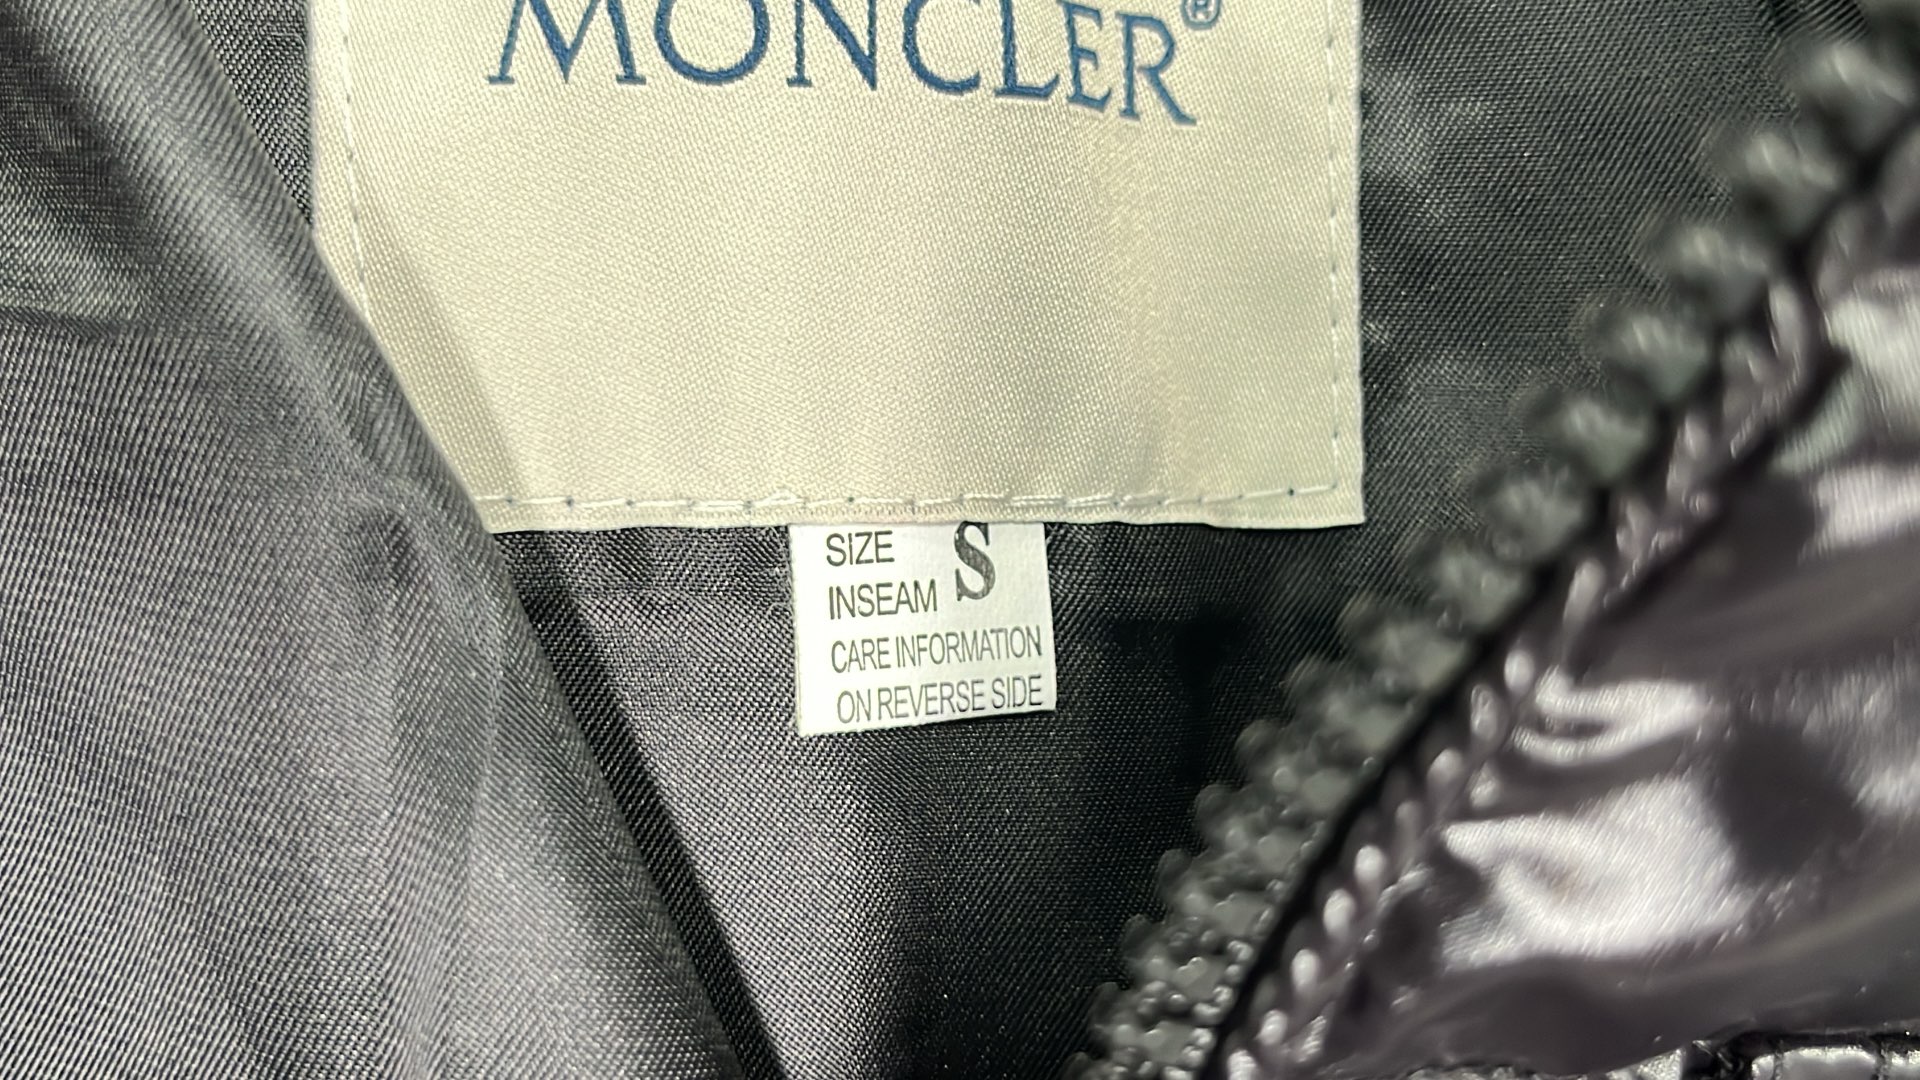 MONCLER®
SIZE S
INSEAM
CARE INFORMATION
ON REVERSE SIDE